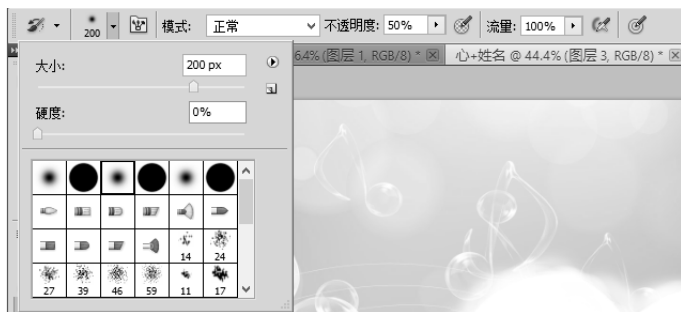 200 模式: 正常 不透明度: 50% 流量: 100%
6.4% (图层 1, RGB/8) * 心+姓名 @ 44.4% (图层 3, RGB/8) *
大小: 200 px
硬度: 0%
14 24
27 39 46 59 11 17